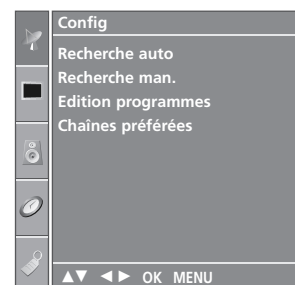 Config
Recherche auto
Recherche man.
Edition programmes
Chaînes préférées
▲▼ ◄► OK MENU